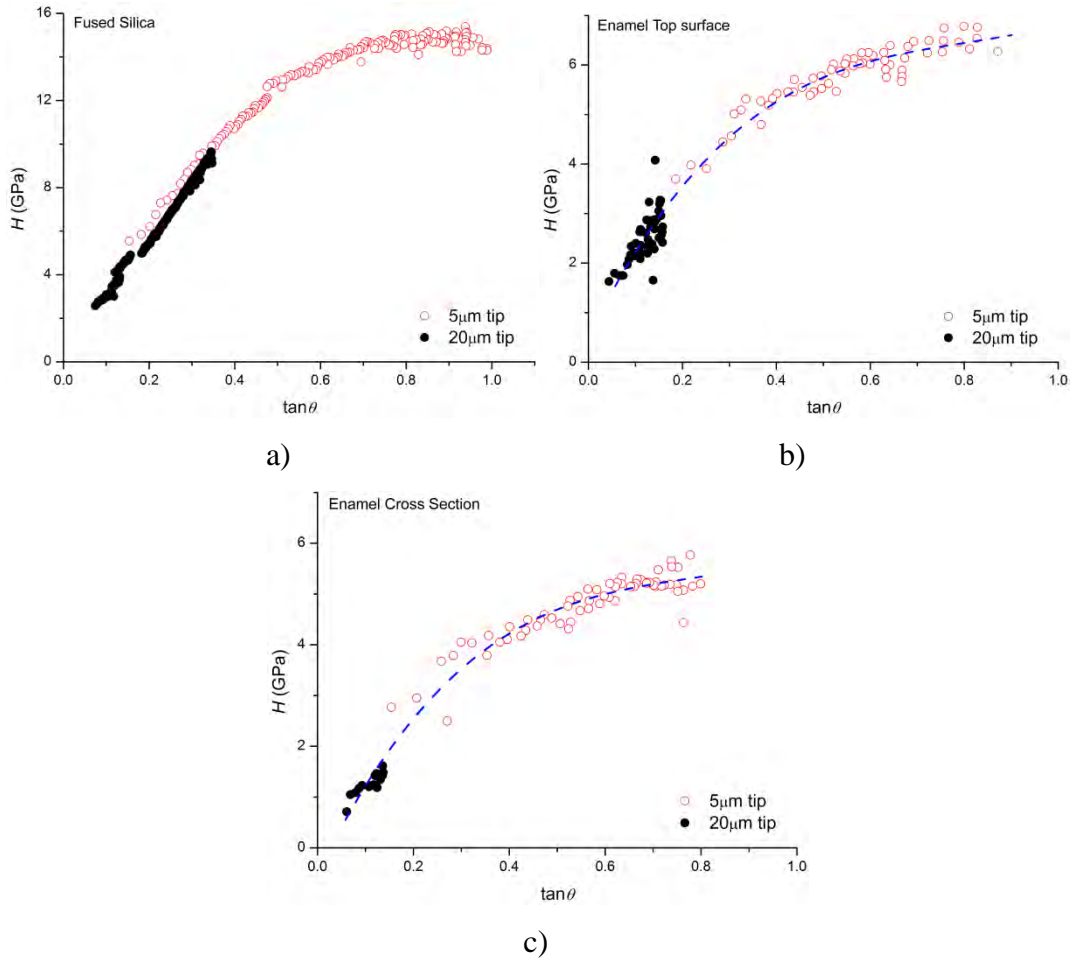 Fused Silica
16
12
8
4
0
H (GPa)
0.0 0.2 0.4 0.6 0.8 1.0
tanθ
5μm tip
20μm tip
a)
Enamel Top surface
6
4
2
0
H (GPa)
0.0 0.2 0.4 0.6 0.8 1.0
tanθ
5μm tip
20μm tip
b)
Enamel Cross Section
6
4
2
0
H (GPa)
0.0 0.2 0.4 0.6 0.8 1.0
tanθ
5μm tip
20μm tip
c)